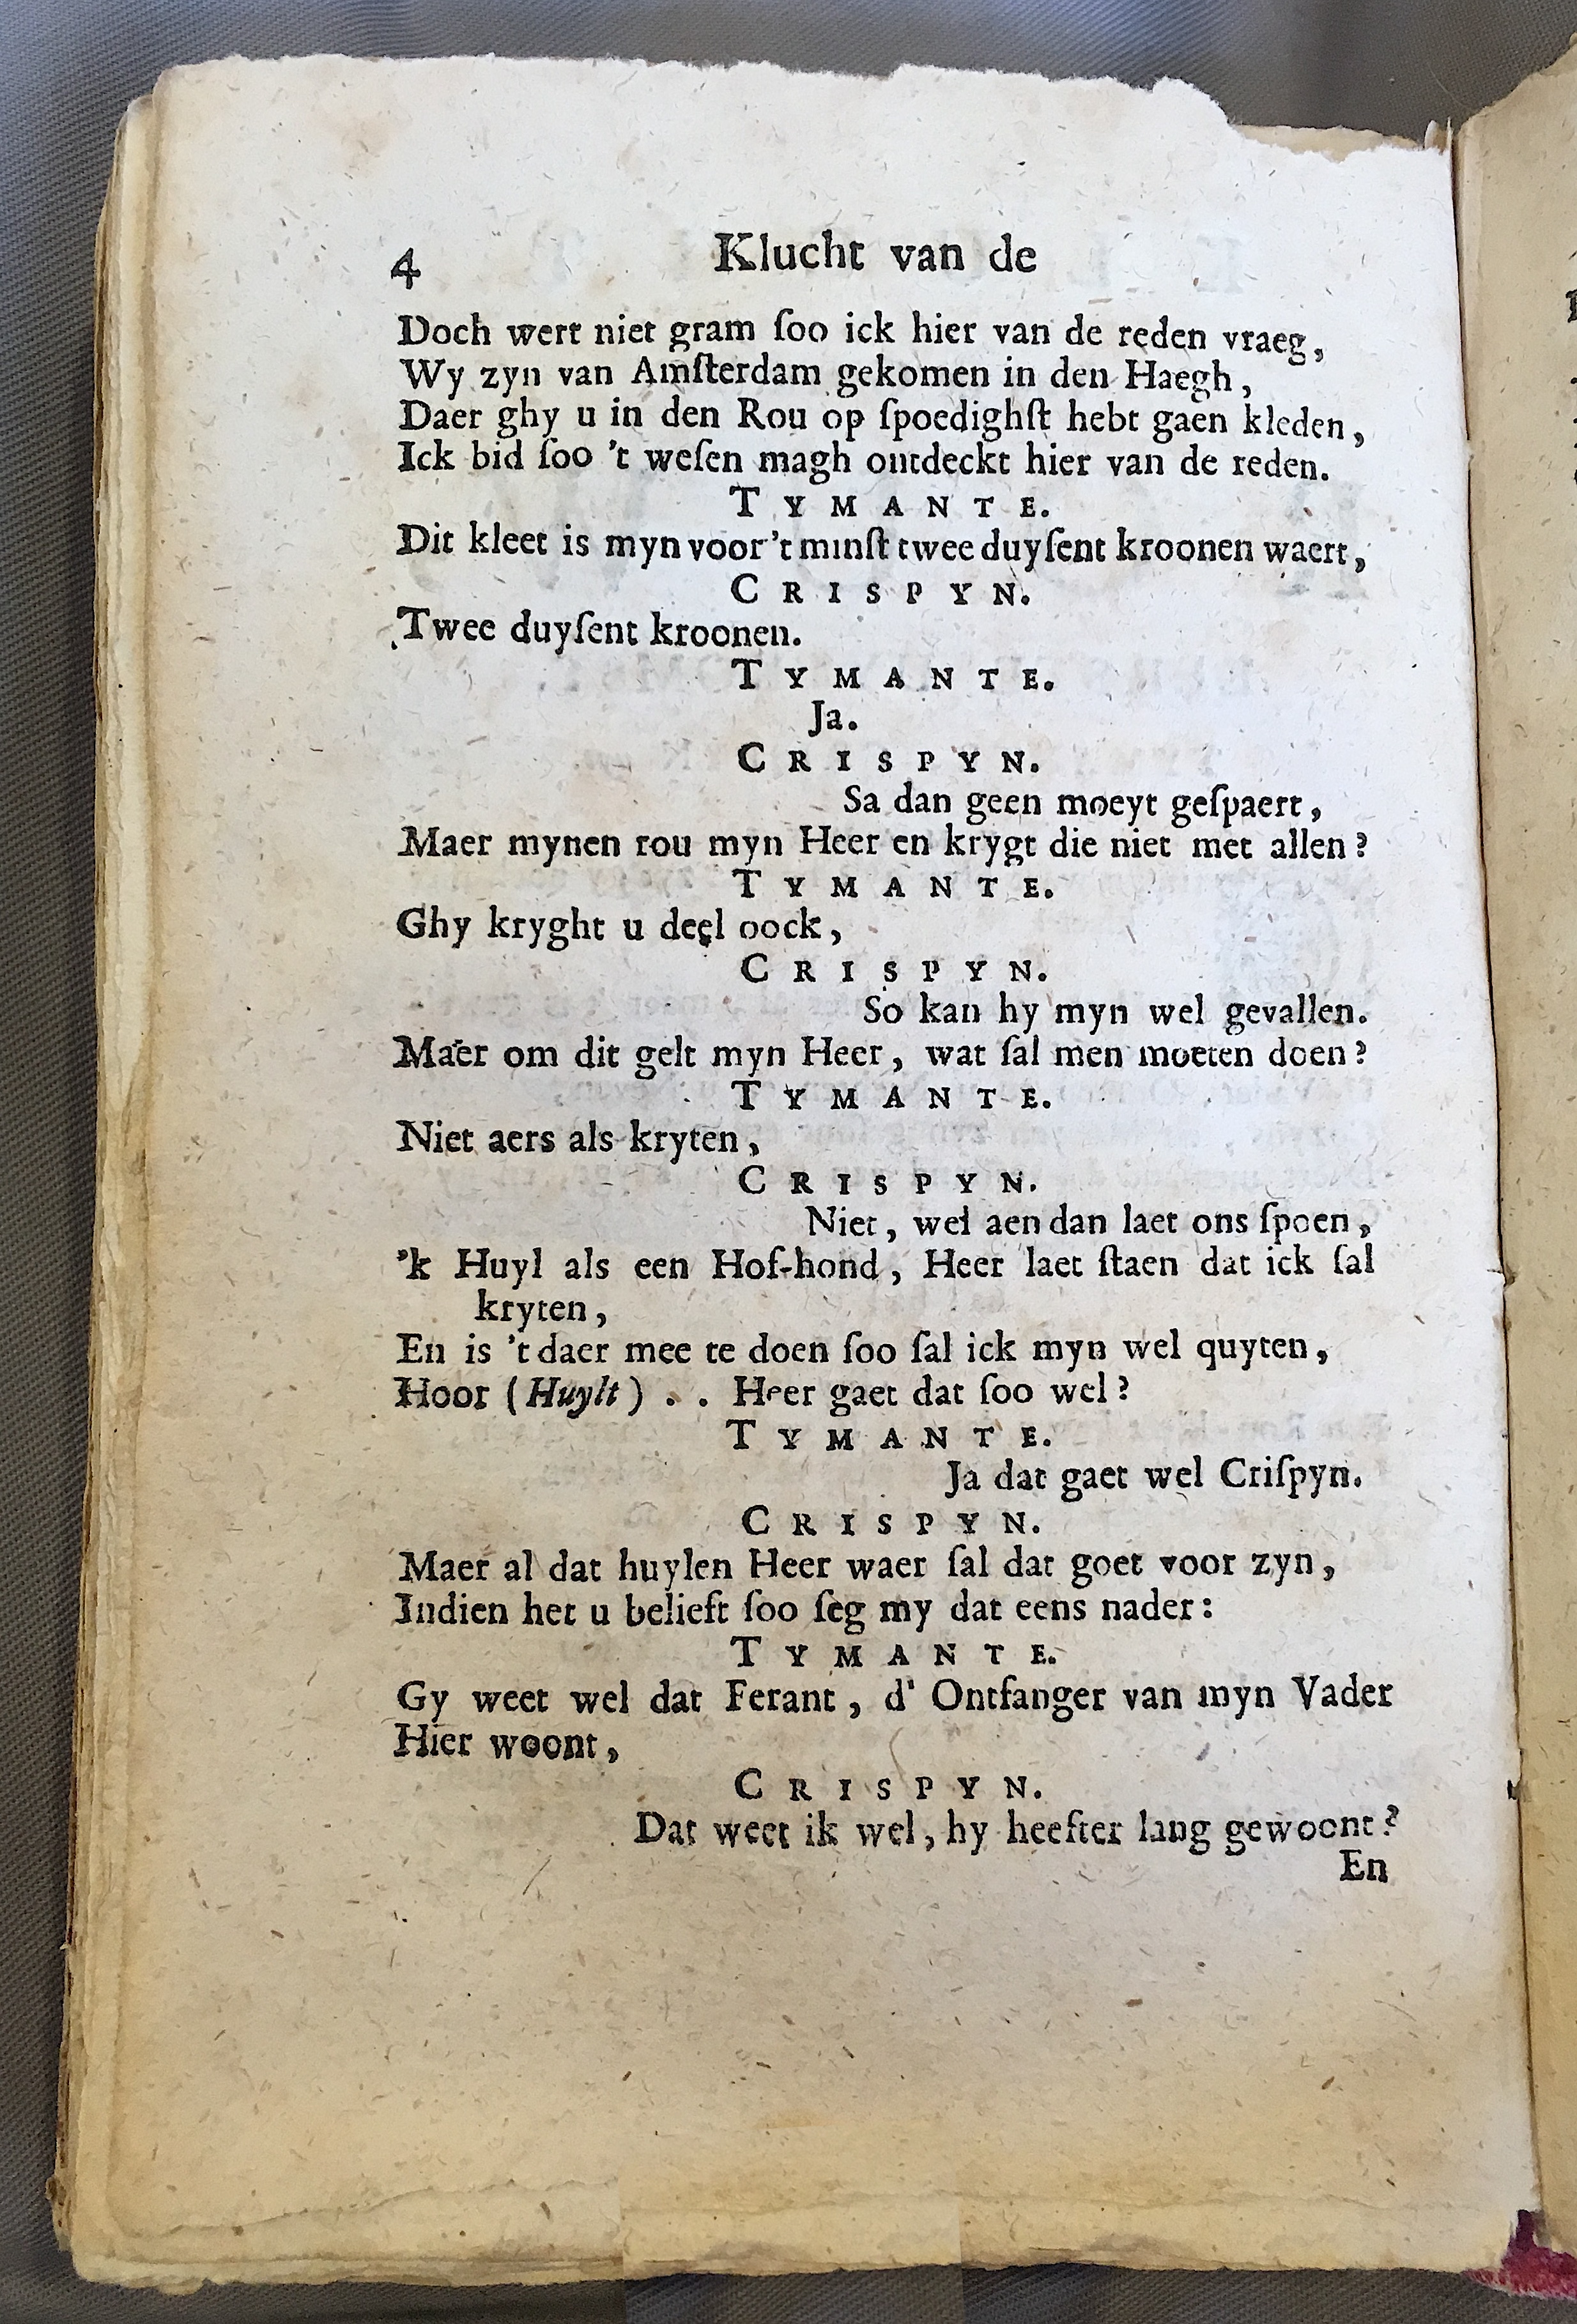 4 Klucht van de
Doch wert niet gram ſoo ick hier van de reden vraeg,
Wy zyn van Amſterdam gekomen in den Haegh,
Daer ghy u in den Rou op ſpoedighſt hebt gaen kleden,
Ick bid ſoo 't weſen magh ontdeckt hier van de reden.
TYMANTE.
Dit kleet is myn voor 't minſt twee duyſent kroonen waert,
CRISPYN.
Twee duyſent kroonen.
TYMANTE.
Ja.
CRISPYN.
Sa dan geen moeyt geſpaert,
Maer mynen rou myn Heer en krygt die niet met allen?
TYMANTE.
Ghy kryght u deel oock,
CRISPYN.
So kan hy myn wel gevallen.
Maer om dit gelt myn Heer, wat ſal men moeten doen?
TYMANTE.
Niet aers als kryten,
CRISPYN.
Niet, wel aen dan laet ons ſpoen,
'k Huyl als een Hof-hond, Heer laet ſtaen dat ick ſal
kryten,
En is 't daer mee te doen ſoo ſal ick myn wel quyten,
Hoor (Huylt) . . Heer gaet dat ſoo wel?
TYMANTE.
Ja dat gaet wel Criſpyn.
CRISPYN.
Maer al dat huylen Heer waer ſal dat goet voor zyn,
Indien het u belieft ſoo ſeg my dat eens nader:
TYMANTE.
Gy weet wel dat Ferant, d' Ontfanger van myn Vader
Hier woont,
CRISPYN.
Dat weet ik wel, hy heefter lang gewoont?
En